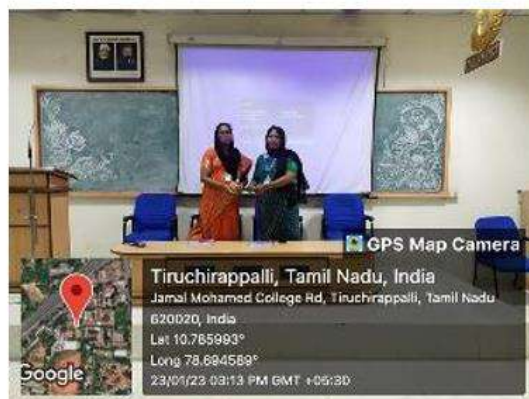 GPS Map Camera
Tiruchirappalli, Tamil Nadu, India
Jamal Mohamed College Rd, Tiruchirappalli, Tamil Nadu
620020, India
Lat 10.785993°
Long 78.694589°
23/01/23 03:13 PM GMT +05:30
Google